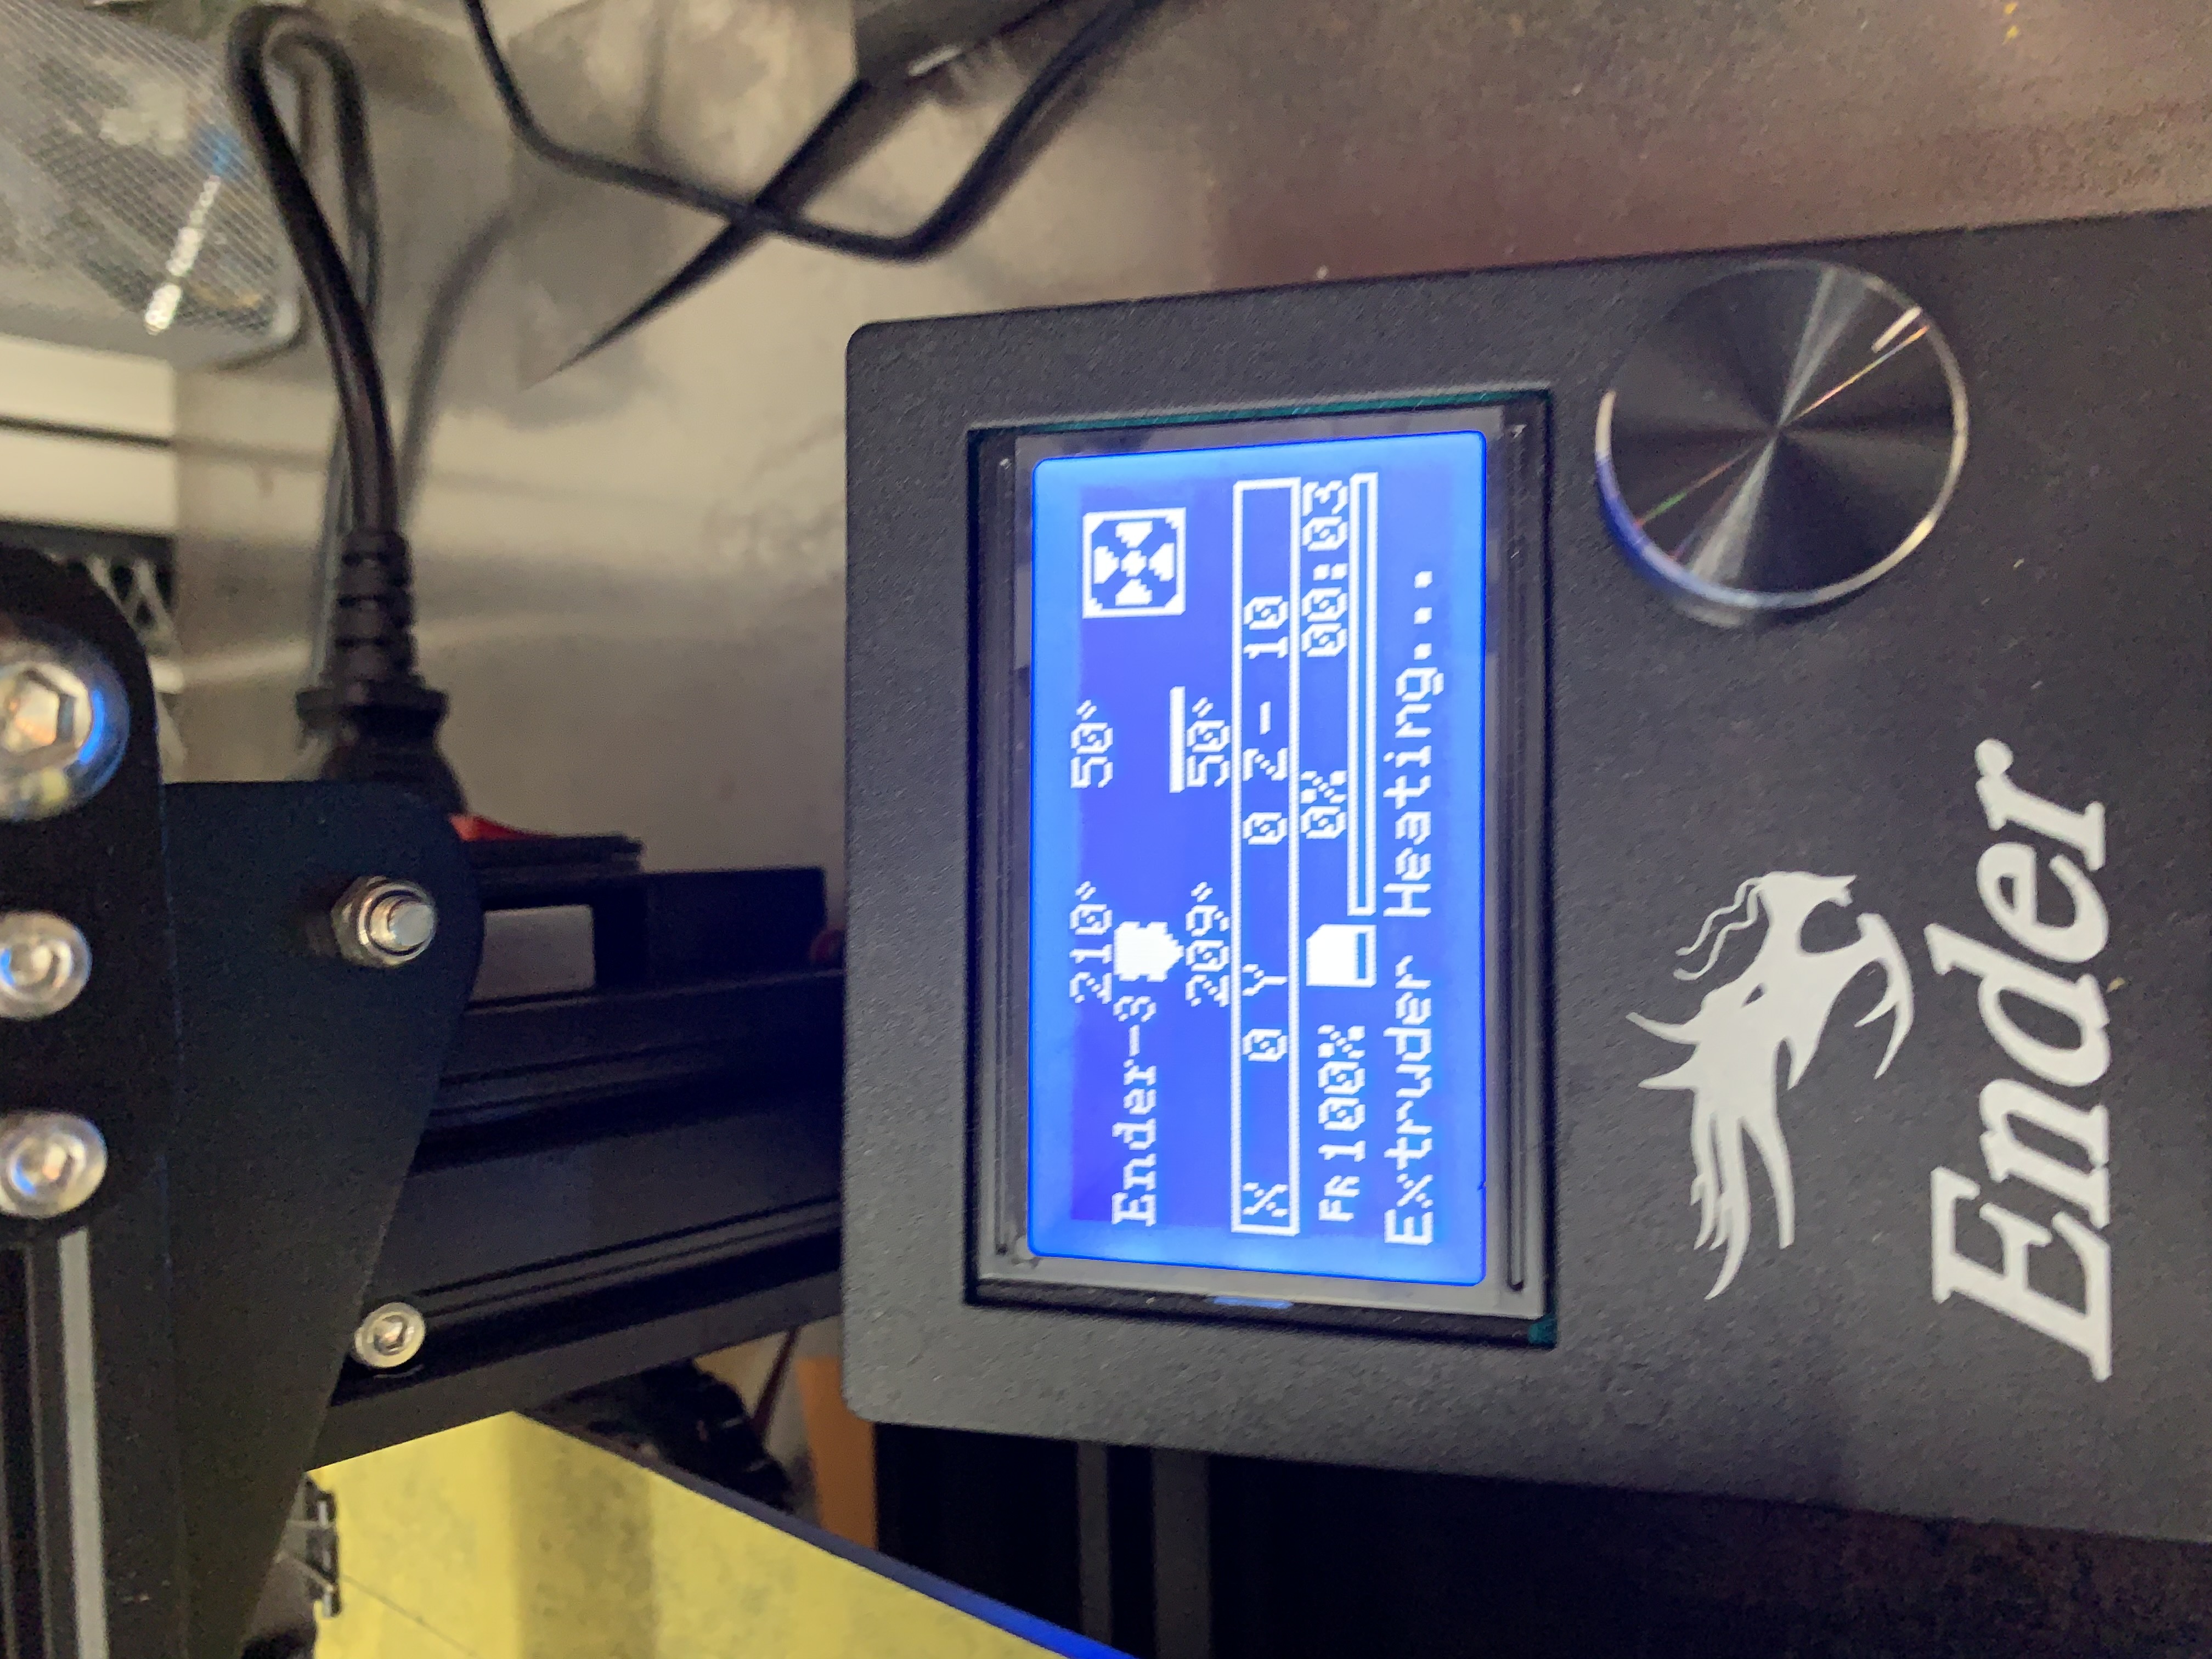 210° 50°
Ender-3
209° 50°
X 0 Y 0 Z- 10
FR 100% 0% 00:03
Extruder Heating...
Ender